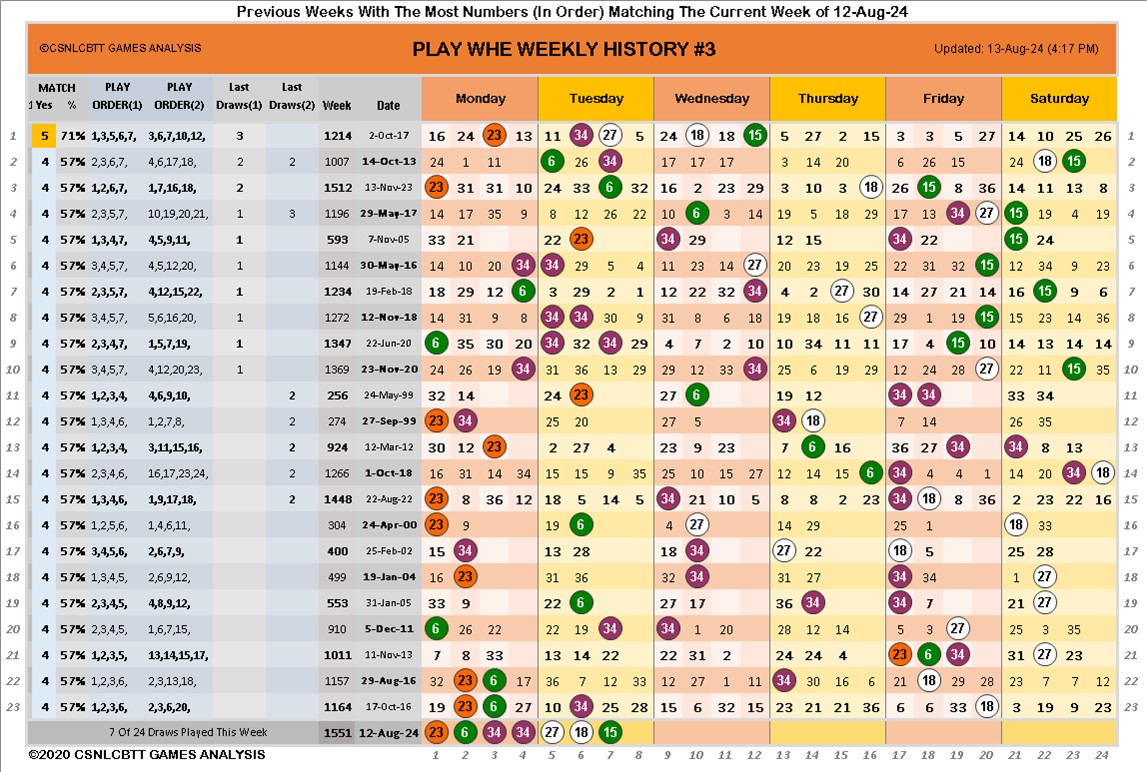 Previous Weeks With The Most Numbers (In Order) Matching The Current Week of 12-Aug-24
©CSNLCBTT GAMES ANALYSIS PLAY WHE WEEKLY HISTORY #3 Updated: 13-Aug-24 (4:17 PM)
MATCH PLAY PLAY Last Last
1 Yes % ORDER(1) ORDER(2) Draws(1) Draws(2) Week Date Monday Tuesday Wednesday Thursday Friday Saturday
1 5 71% 1,3,5,6,7, 3,6,7,10,12, 3 1214 2-Oct-17 16 24 23 13 11 34 27 5 24 18 18 15 5 27 2 15 3 3 5 27 14 10 25 26 1
2 4 57% 2,3,6,7, 4,6,17,18, 2 2 1007 14-Oct-13 24 1 11 6 26 34 17 17 17 3 14 20 6 26 15 24 18 23 2
3 4 57% 1,2,6,7, 1,7,16,18, 2 1512 13-Nov-23 23 31 31 10 24 33 6 32 16 2 23 29 3 10 3 18 26 15 8 36 14 11 13 8 3
4 4 57% 2,3,5,7, 10,19,20,21, 1 3 1196 29-May-17 14 17 35 9 8 12 26 22 10 6 3 14 19 5 18 29 17 13 34 27 15 19 4 19 4
5 4 57% 1,3,4,7, 4,5,9,11, 1 593 7-Nov-05 33 21 22 23 34 29 12 15 34 22 15 24 5
6 4 57% 3,4,5,7, 4,5,12,20, 1 1144 30-May-16 14 10 20 34 34 29 5 4 11 23 14 27 20 23 19 25 22 31 32 15 12 34 9 23 6
7 4 57% 2,3,5,7, 4,12,15,22, 1 1234 19-Feb-18 18 29 12 6 3 29 2 1 12 22 32 34 4 2 27 30 14 27 21 14 16 15 9 6 7
8 4 57% 3,4,5,7, 5,6,16,20, 1 1272 12-Nov-18 14 31 9 8 34 34 30 9 31 8 6 18 19 18 16 27 29 1 19 15 15 23 14 36 8
9 4 57% 2,3,4,7, 1,5,7,19, 1 1347 22-Jun-20 6 35 30 20 34 32 34 29 4 7 2 10 10 34 11 11 17 4 15 10 14 13 14 14 9
10 4 57% 3,4,5,7, 4,12,20,23, 1 1369 23-Nov-20 24 26 19 34 31 36 13 29 29 12 33 34 25 6 19 29 12 24 28 27 22 11 15 35 10
11 4 57% 1,2,3,4, 4,6,9,10, 2 256 24-May-99 32 14 24 23 27 6 19 12 34 34 33 34 11
12 4 57% 1,3,4,6, 1,2,7,8, 2 274 27-Sep-99 23 34 25 20 27 5 34 18 7 14 26 35 12
13 4 57% 1,2,3,4, 3,11,15,16, 2 924 12-Mar-12 30 12 23 2 27 4 23 9 23 7 6 16 36 27 34 34 8 13 13
14 4 57% 2,3,4,6, 16,17,23,24, 2 1266 1-Oct-18 16 31 14 34 15 15 9 35 25 10 15 27 12 14 15 6 34 4 4 1 14 20 34 18 14
15 4 57% 1,3,4,6, 1,9,17,18, 2 1448 22-Aug-22 23 8 36 12 18 5 14 5 34 21 10 5 8 8 2 23 34 18 8 36 2 23 22 16 15
16 4 57% 1,2,5,6, 1,4,6,11, 304 24-Apr-00 23 9 19 6 4 27 14 29 25 1 18 33 16
17 4 57% 3,4,5,6, 2,6,7,9, 400 25-Feb-02 15 34 13 28 18 34 27 22 18 5 25 28 17
18 4 57% 1,3,4,5, 2,6,9,12, 499 19-Jan-04 16 23 31 36 32 34 31 27 34 34 1 27 18
19 4 57% 2,3,4,5, 4,8,9,12, 553 31-Jan-05 33 9 22 6 27 17 36 34 34 7 21 27 19
20 4 57% 2,3,4,5, 1,6,7,15, 910 5-Dec-11 6 26 22 22 19 34 34 1 20 28 12 14 5 3 27 25 3 35 20
21 4 57% 1,2,3,5, 13,14,15,17, 1011 11-Nov-13 7 8 33 13 14 22 22 31 2 24 24 4 23 6 34 31 27 23 21
22 4 57% 1,2,3,6, 2,3,13,18, 1157 29-Aug-16 32 23 6 17 36 7 12 33 12 27 1 11 34 30 16 6 21 18 29 28 23 7 7 12 22
23 4 57% 1,2,3,6, 2,3,6,20, 1164 17-Oct-16 19 23 6 27 10 34 25 28 15 6 32 15 23 21 21 36 6 6 33 18 3 19 9 23 23
7 Of 24 Draws Played This Week 1551 12-Aug-24 23 6 34 34 27 18 15
©2020 CSNLCBTT GAMES ANALYSIS 1 2 3 4 5 6 7 8 9 10 11 12 13 14 15 16 17 18 19 20 21 22 23 24